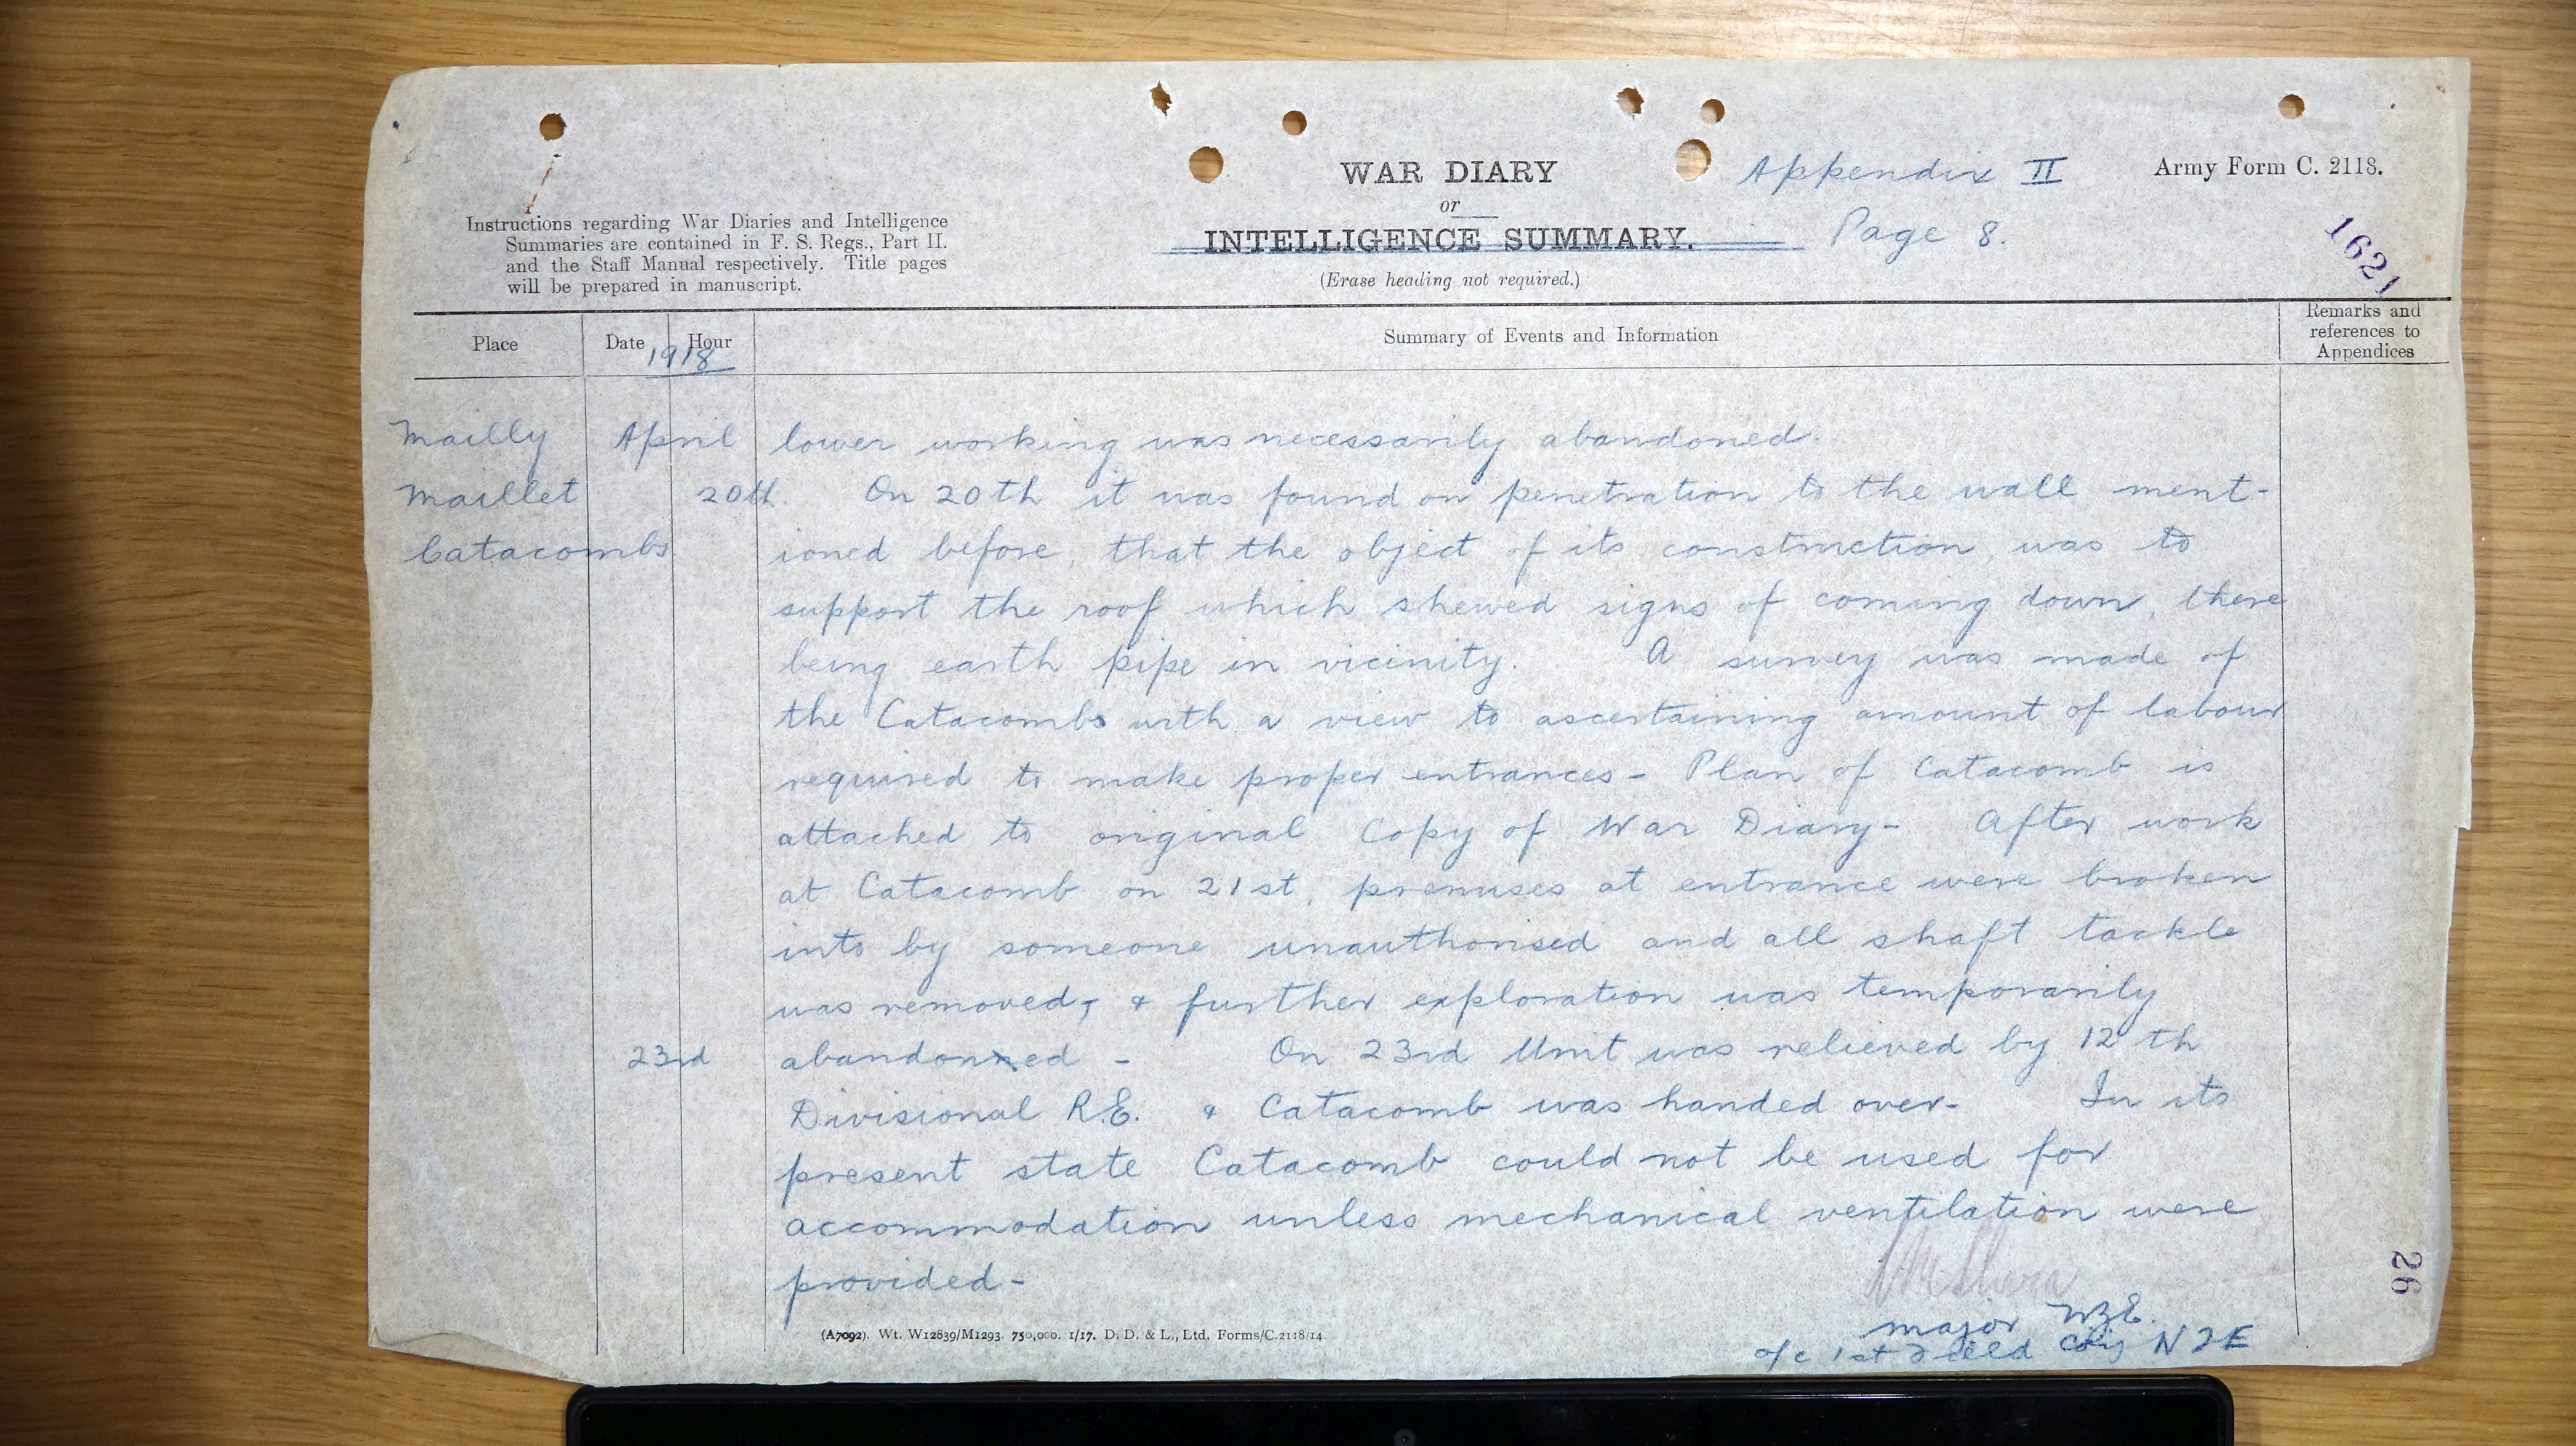 WAR DIARY
or
INTELLIGENCE SUMMARY.
(Erase heading not required.)
Appendix II
Page 8.
Army Form C. 2118.
1621
Instructions regarding War Diaries and Intelligence
Summaries are contained in F. S. Regs., Part II.
and the Staff Manual respectively. Title pages
will be prepared in manuscript.
Place
Date
Hour
1918
Summary of Events and Information
Remarks and
references to
Appendices
Mailly
Maillet
Catacombs
April
20th.
lower working was necessarily abandoned.
On 20th it was found on penetration to the wall ment-
ioned before, that the object of its construction, was to
support the roof which shewed signs of coming down, there
being earth pipe in vicinity. A survey was made of
the Catacombs with a view to ascertaining amount of labour
required to make proper entrances - Plan of Catacomb is
attached to original Copy of War Diary - After work
at Catacomb on 21st, premises at entrance were broken
into by someone unauthorised and all shaft tackle
was removed, & further exploration was temporarily
23rd
abandoned - On 23rd Unit was relieved by 12th
Divisional R.E. & Catacomb was handed over - In its
present state Catacomb could not be used for
accommodation unless mechanical ventilation were
provided -
major NZE.
o/c 1st Field Coy NZE
(A7092). Wt. W12839/M1293. 750,000. 1/17. D. D. & L., Ltd. Forms/C.2118/14.
26